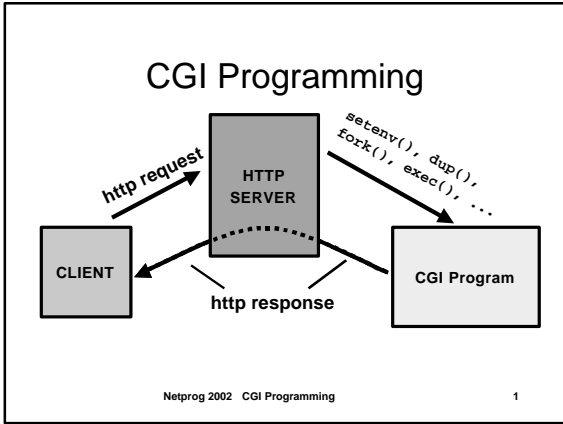 CGI Programming
setenv(), dup(),
fork(), exec(), ...
http request
HTTP
SERVER
CLIENT
CGI Program
http response
Netprog 2002 CGI Programming 1